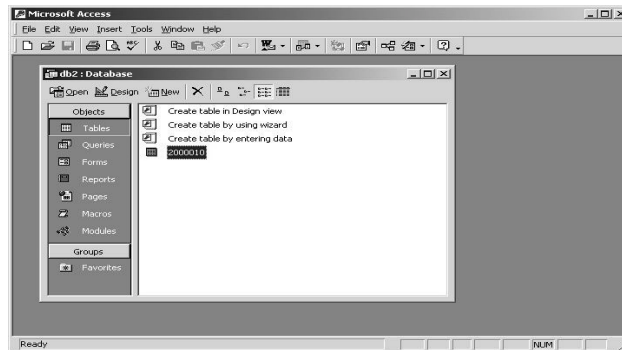 Microsoft Access
File Edit View Insert Tools Window Help
db2 : Database
Open Design New
Objects
Tables
Queries
Forms
Reports
Pages
Macros
Modules
Groups
Favorites
Create table in Design view
Create table by using wizard
Create table by entering data
2000010
Ready
NUM